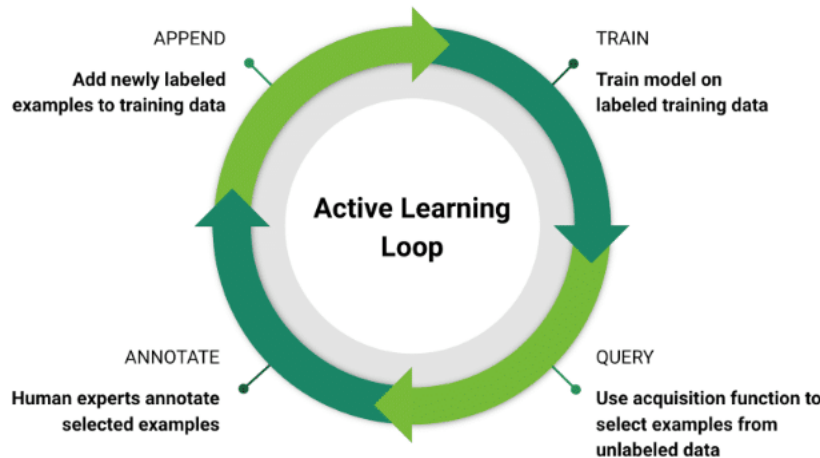 APPEND
Add newly labeled
examples to training data
TRAIN
Train model on
labeled training data
Active Learning
Loop
ANNOTATE
Human experts annotate
selected examples
QUERY
Use acquisition function to
select examples from
unlabeled data